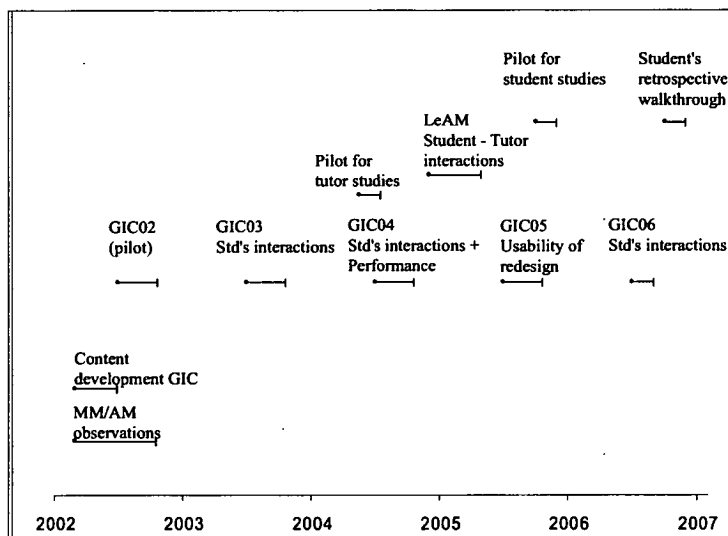 Pilot for
student studies
Student's
retrospective
walkthrough
LeAM
Student - Tutor
interactions
Pilot for
tutor studies
GIC02
(pilot)
GIC03
Std's interactions
GIC04
Std's interactions +
Performance
GIC05
Usability of
redesign
GIC06
Std's interactions
Content
development GIC
MM/AM
observations
2002 2003 2004 2005 2006 2007